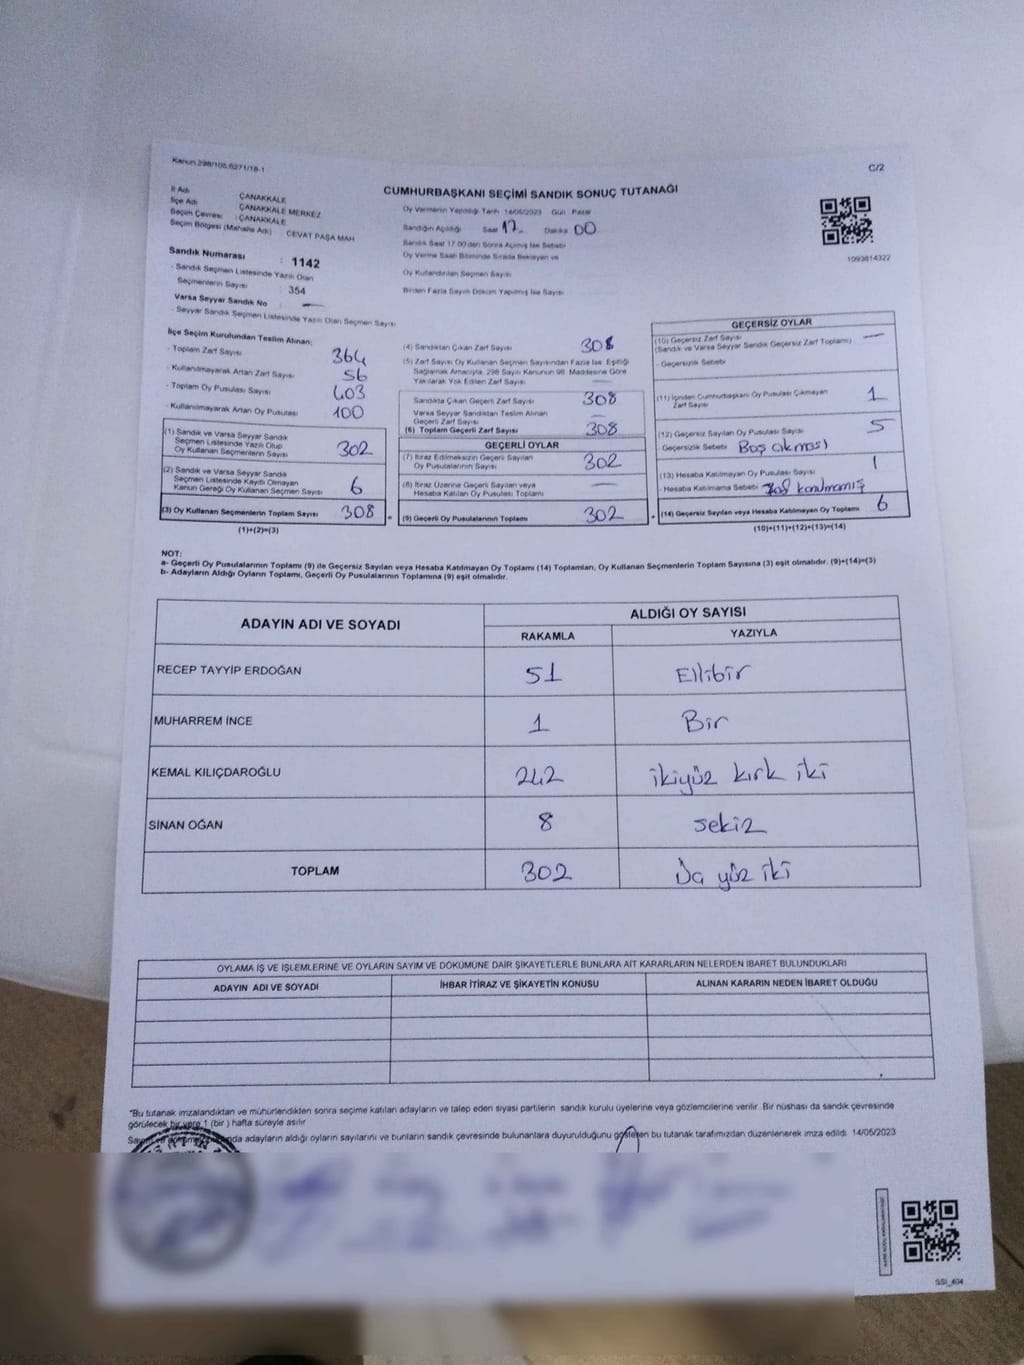 Kanun 298/105,6271/18-1
C/2
CUMHURBAŞKANI SEÇİMİ SANDIK SONUÇ TUTANAĞI
İl Adı ÇANAKKALE
İlçe Adı ÇANAKKALE MERKEZ
Seçim Çevresi : ÇANAKKALE
Seçim Bölgesi (Mahalle Adı) CEVAT PAŞA MAH
Sandık Numarası : 1142
- Sandık Seçmen Listesinde Yazılı Olan
Seçmenlerin Sayısı : 354
Varsa Seyyar Sandık No : —
- Seyyar Sandık Seçmen Listesinde Yazılı Olan Seçmen Sayısı
Oy Vermenin Yapıldığı Tarih : 14/05/2023 Gün : Pazar
Sandığın Açıldığı Saat 17 Dakika 00
Sandık Saat 17.00'den Sonra Açılmış İse Sebebi
Oy Verme Saati Bitiminde Sırada Bekleyen ve
Oy Kullandırılan Seçmen Sayısı
Birden Fazla Sayım Döküm Yapılmış İse Sayısı
1093814322
İlçe Seçim Kurulundan Teslim Alınan:
- Toplam Zarf Sayısı 364
- Kullanılmayarak Artan Zarf Sayısı 56
- Toplam Oy Pusulası Sayısı 403
- Kullanılmayarak Artan Oy Pusulası 100
(1) Sandık ve Varsa Seyyar Sandık
Seçmen Listesinde Yazılı Olup
Oy Kullanan Seçmenlerin Sayısı 302
(2) Sandık ve Varsa Seyyar Sandık
Seçmen Listesinde Kayıtlı Olmayan
Kanun Gereği Oy Kullanan Seçmen Sayısı 6
(3) Oy Kullanan Seçmenlerin Toplam Sayısı 308
(1)+(2)=(3)
(4) Sandıktan Çıkan Zarf Sayısı 308
(5) Zarf Sayısı Oy Kullanan Seçmen Sayısından Fazla İse, Eşitliği
Sağlamak Amacıyla, 298 Sayılı Kanunun 98. Maddesine Göre
Yakılarak Yok Edilen Zarf Sayısı —
Sandıkta Çıkan Geçerli Zarf Sayısı 308
Varsa Seyyar Sandıktan Teslim Alınan
Geçerli Zarf Sayısı —
(6) Toplam Geçerli Zarf Sayısı 308
GEÇERLİ OYLAR
(7) İtiraz Edilmeksizin Geçerli Sayılan
Oy Pusulalarının Sayısı 302
(8) İtiraz Üzerine Geçerli Sayılan veya
Hesaba Katılan Oy Pusulası Toplamı —
(9) Geçerli Oy Pusulalarının Toplamı 302
GEÇERSİZ OYLAR
(10) Geçersiz Zarf Sayısı
(Sandık ve Varsa Seyyar Sandık Geçersiz Zarf Toplamı) —
- Geçersizlik Sebebi
(11) İçinden Cumhurbaşkanı Oy Pusulası Çıkmayan
Zarf Sayısı 1
(12) Geçersiz Sayılan Oy Pusulası Sayısı 5
- Geçersizlik Sebebi Boş çıkması
(13) Hesaba Katılmayan Oy Pusulası Sayısı 1
- Hesaba Katılmama Sebebi konulmamış
(14) Geçersiz Sayılan veya Hesaba Katılmayan Oy Toplamı 6
(10)+(11)+(12)+(13)=(14)
NOT:
a- Geçerli Oy Pusulalarının Toplamı (9) ile Geçersiz Sayılan veya Hesaba Katılmayan Oy Toplamı (14) Toplamları, Oy Kullanan Seçmenlerin Toplam Sayısına (3) eşit olmalıdır. (9)+(14)=(3)
b- Adayların Aldığı Oyların Toplamı, Geçerli Oy Pusulalarının Toplamına (9) eşit olmalıdır.
ADAYIN ADI VE SOYADI
ALDIĞI OY SAYISI
RAKAMLA YAZIYLA
RECEP TAYYİP ERDOĞAN 51 Ellibir
MUHARREM İNCE 1 Bir
KEMAL KILIÇDAROĞLU 242 ikiyüz kırk iki
SİNAN OĞAN 8 sekiz
TOPLAM 302 yüz iki
OYLAMA İŞ VE İŞLEMLERİNE VE OYLARIN SAYIM VE DÖKÜMÜNE DAİR ŞİKAYETLERLE BUNLARA AİT KARARLARIN NELERDEN İBARET BULUNDUKLARI
ADAYIN ADI VE SOYADI İHBAR İTİRAZ VE ŞİKAYETİN KONUSU ALINAN KARARIN NEDEN İBARET OLDUĞU
*Bu tutanak imzalandıktan ve mühürlendikten sonra seçime katılan adayların ve talep eden siyasi partilerin sandık kurulu üyelerine veya gözlemcilerine verilir. Bir nüshası da sandık çevresinde
görülecek bir yere 1 (bir) hafta süreyle asılır
adayların aldığı oyların sayılarını ve bunların sandık çevresinde bulunanlara duyurulduğunu gösteren bu tutanak tarafımızdan düzenlenerek imza edildi. 14/05/2023
SSI_404